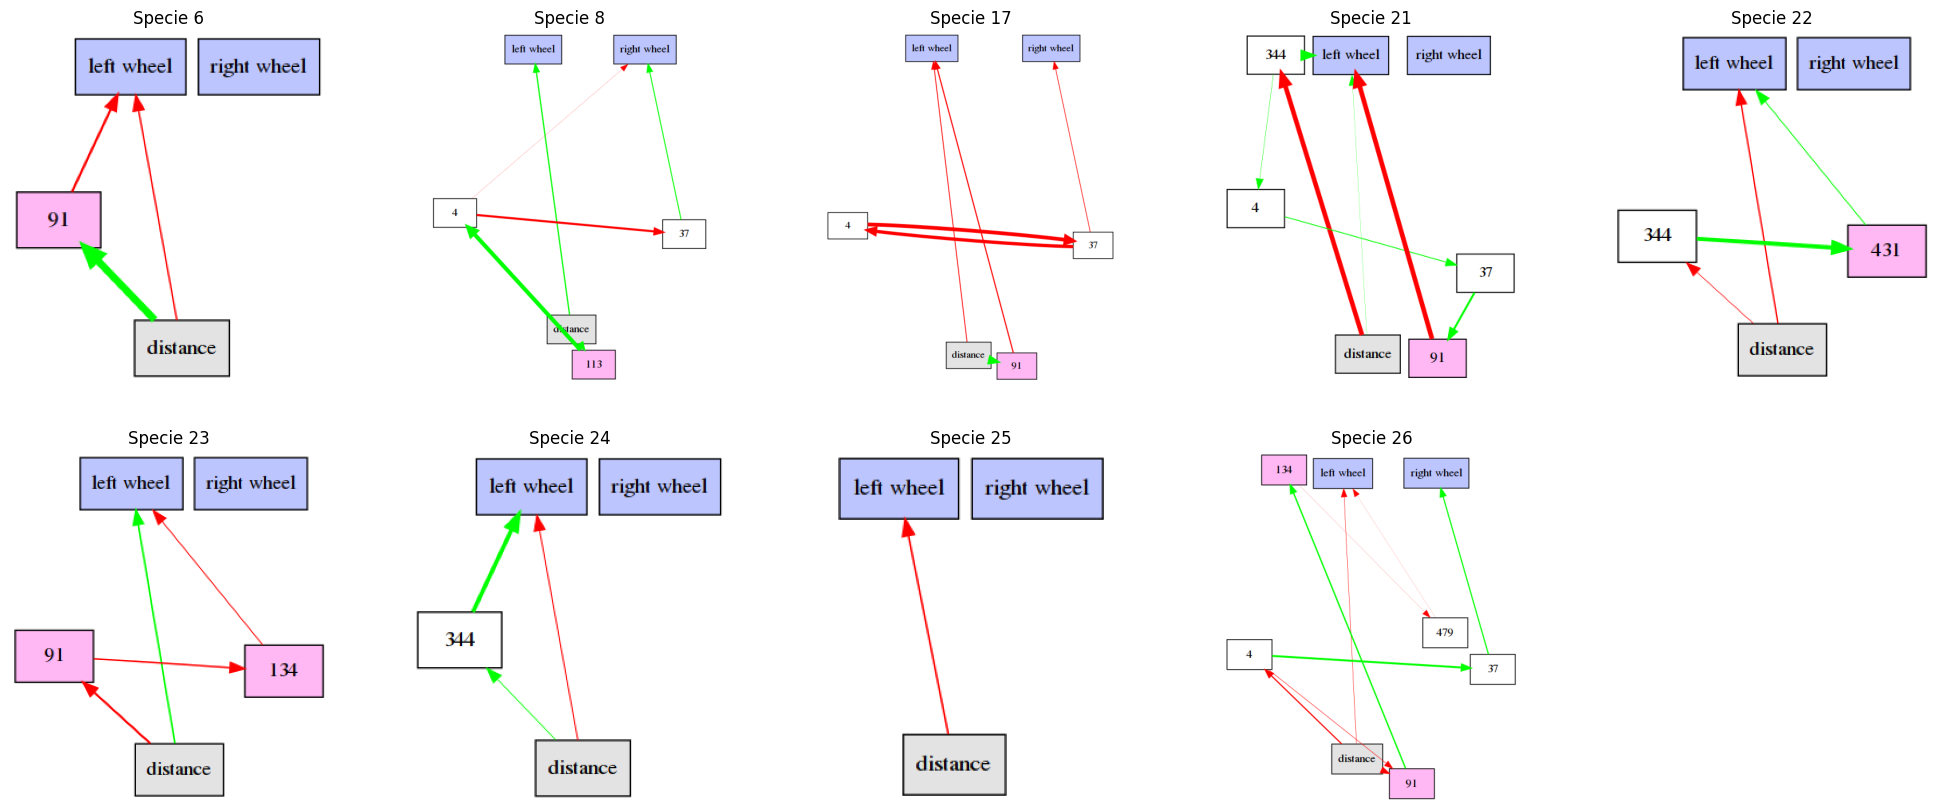 Specie 6
left wheel
right wheel
91
distance
Specie 8
left wheel
right wheel
4
37
distance
113
Specie 17
left wheel
right wheel
4
37
distance
91
Specie 21
344
left wheel
right wheel
4
37
distance
91
Specie 22
left wheel
right wheel
344
431
distance
Specie 23
left wheel
right wheel
91
134
distance
Specie 24
left wheel
right wheel
344
distance
Specie 25
left wheel
right wheel
distance
Specie 26
134
left wheel
right wheel
479
4
37
distance
91